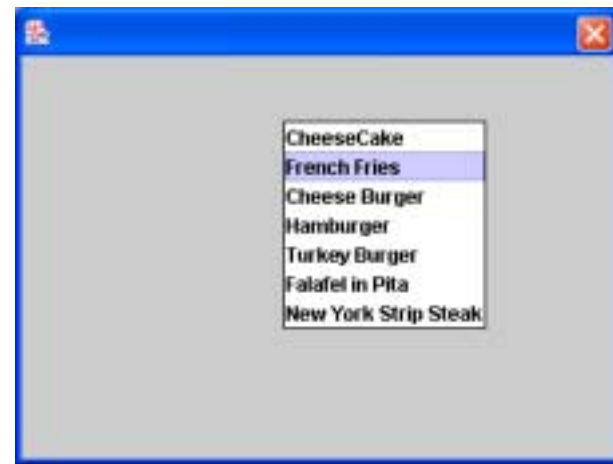 CheeseCake
French Fries
Cheese Burger
Hamburger
Turkey Burger
Falafel in Pita
New York Strip Steak